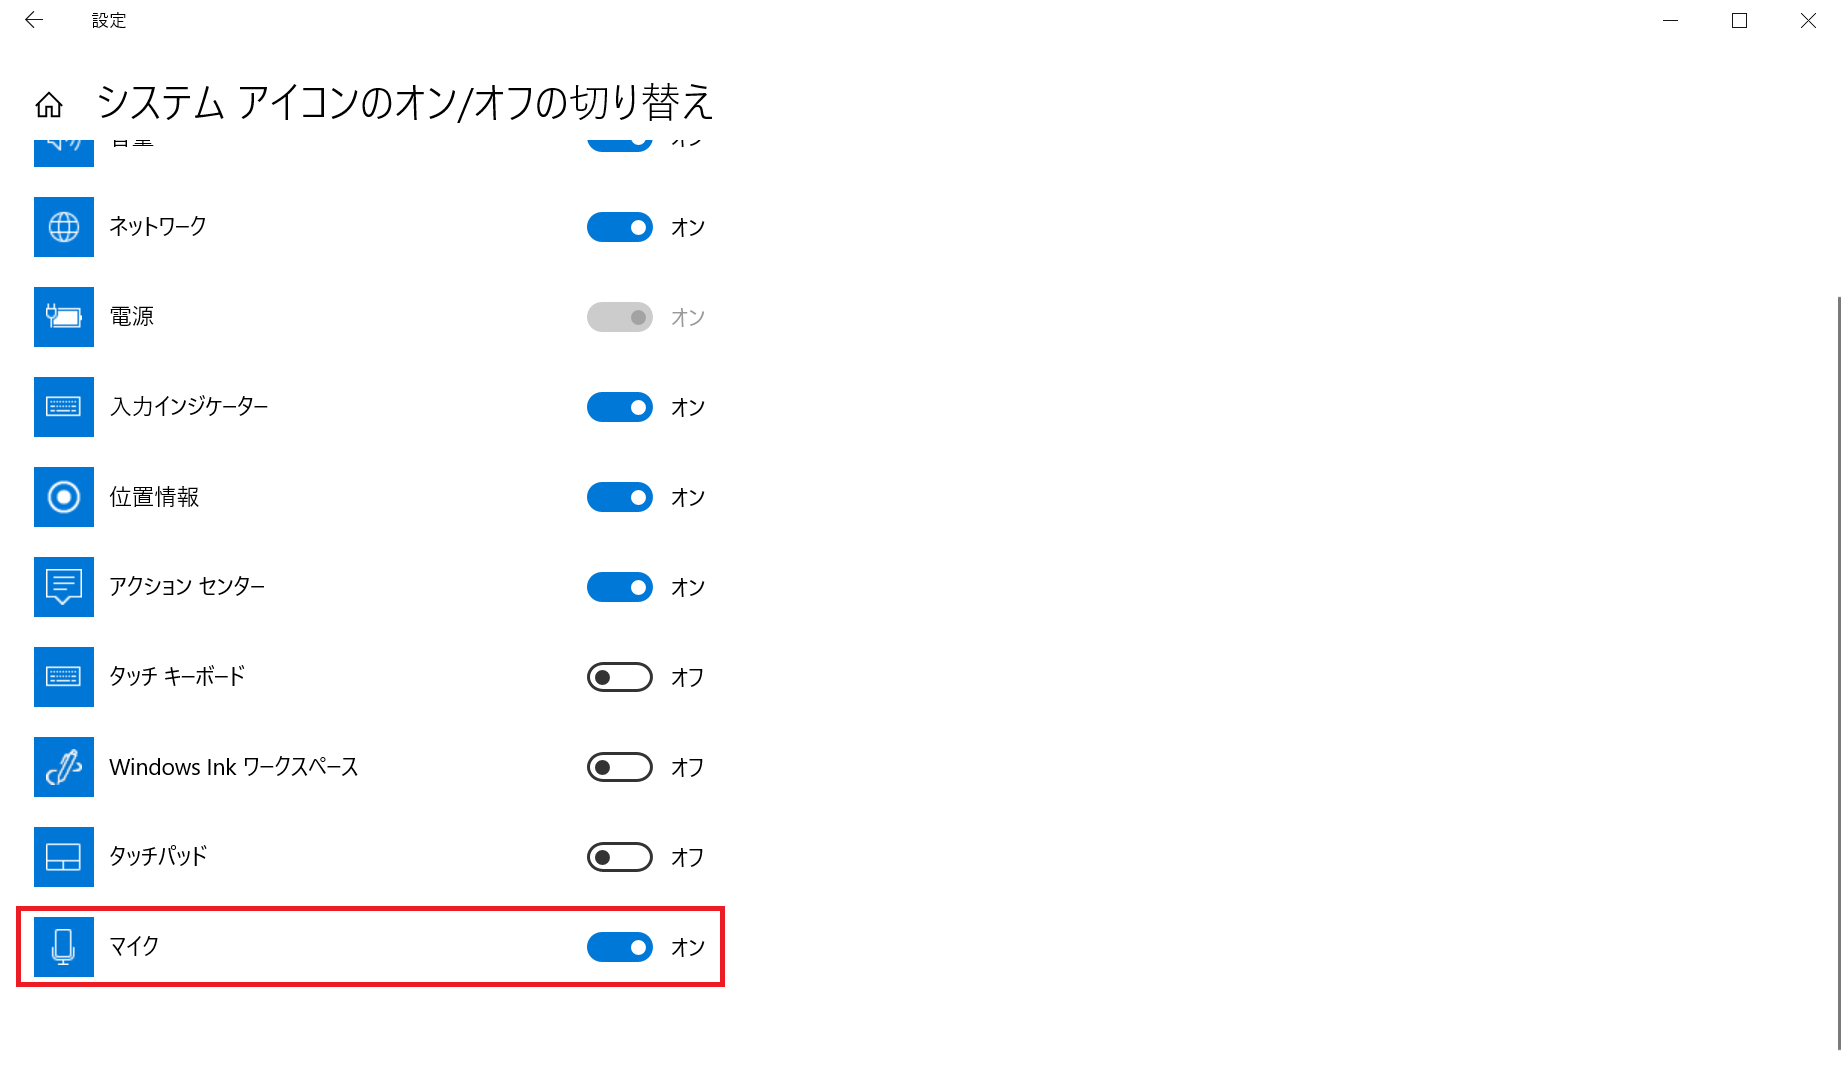 設定
システム アイコンのオン/オフの切り替え
音量 オン
ネットワーク オン
電源 オン
入力インジケーター オン
位置情報 オン
アクション センター オン
タッチ キーボード オフ
Windows Ink ワークスペース オフ
タッチパッド オフ
マイク オン